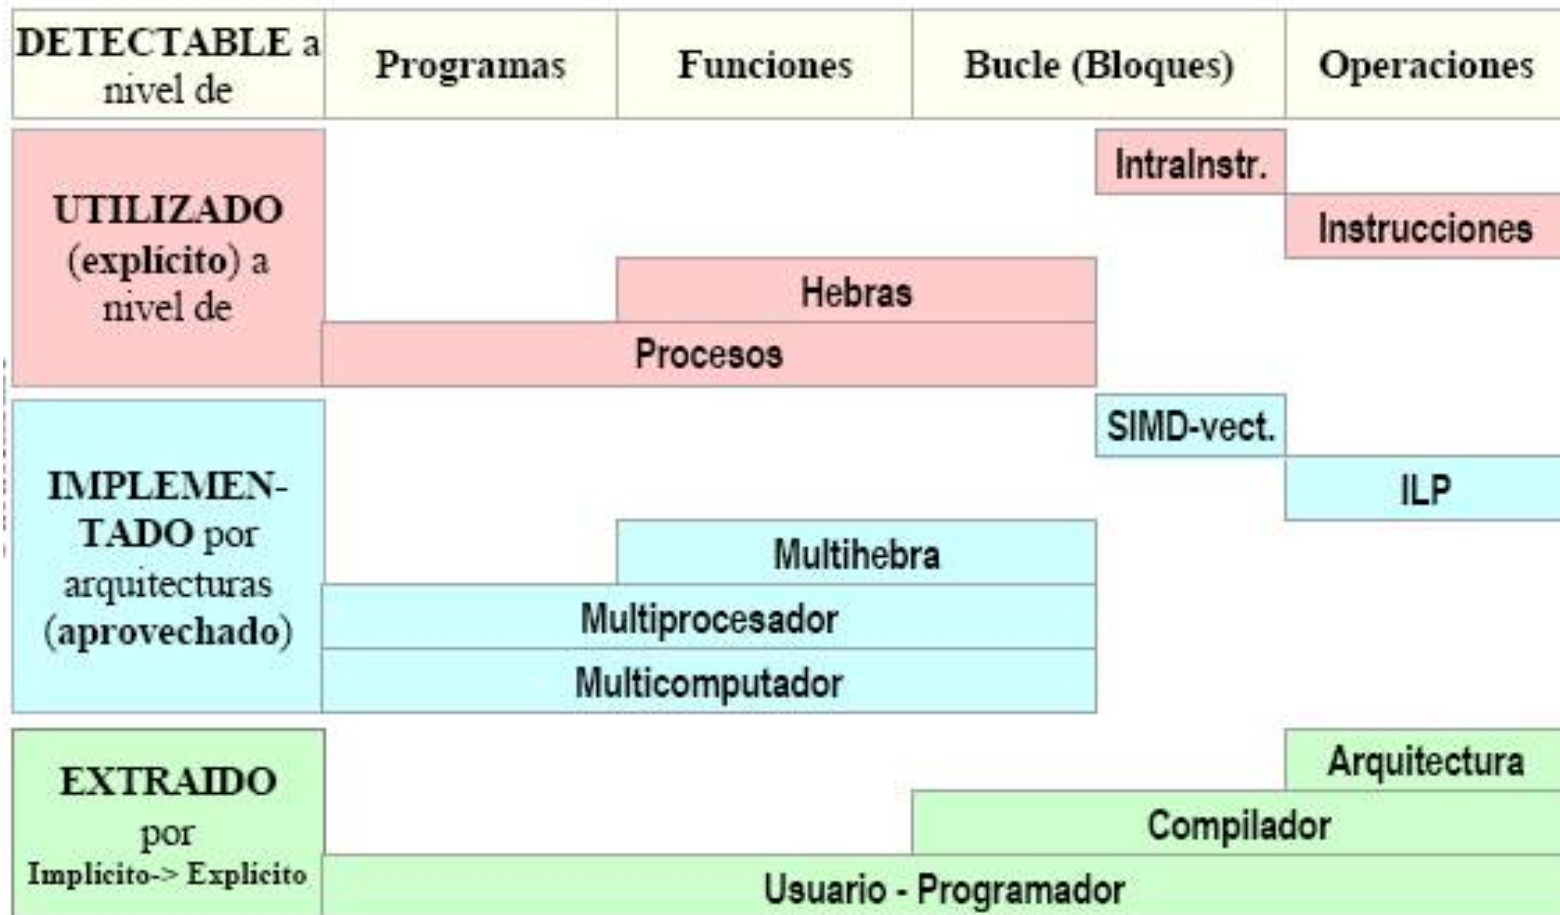 DETECTABLE a
nivel de
Programas
Funciones
Bucle (Bloques)
Operaciones
UTILIZADO
(explícito) a
nivel de
IntraInstr.
Instrucciones
Hebras
Procesos
IMPLEMEN-
TADO por
arquitecturas
(aprovechado)
SIMD-vect.
ILP
Multihebra
Multiprocesador
Multicomputador
EXTRAIDO
por
Implícito-> Explícito
Arquitectura
Compilador
Usuario - Programador